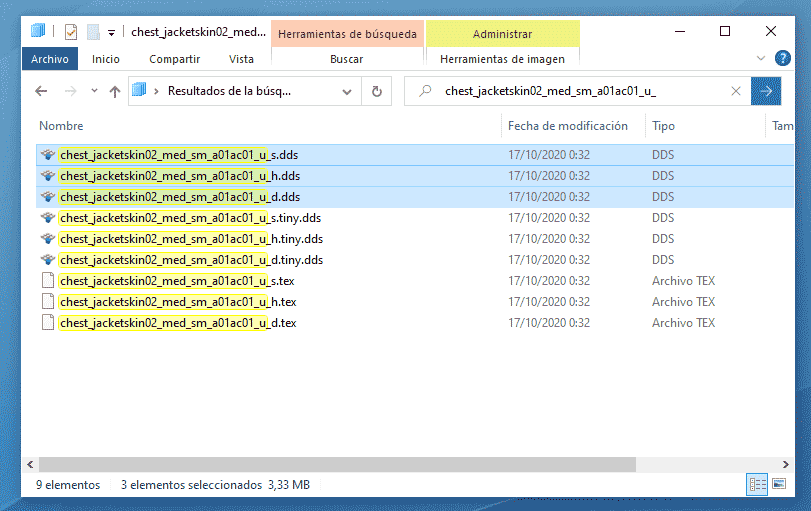 chest_jacketskin02_med... Herramientas de búsqueda Administrar
Archivo Inicio Compartir Vista Buscar Herramientas de imagen ?
Resultados de la búsq... chest_jacketskin02_med_sm_a01ac01_u_
Nombre Fecha de modificación Tipo Tam
chest_jacketskin02_med_sm_a01ac01_u_s.dds 17/10/2020 0:32 DDS
chest_jacketskin02_med_sm_a01ac01_u_h.dds 17/10/2020 0:32 DDS
chest_jacketskin02_med_sm_a01ac01_u_d.dds 17/10/2020 0:32 DDS
chest_jacketskin02_med_sm_a01ac01_u_s.tiny.dds 17/10/2020 0:32 DDS
chest_jacketskin02_med_sm_a01ac01_u_h.tiny.dds 17/10/2020 0:32 DDS
chest_jacketskin02_med_sm_a01ac01_u_d.tiny.dds 17/10/2020 0:32 DDS
chest_jacketskin02_med_sm_a01ac01_u_s.tex 17/10/2020 0:32 Archivo TEX
chest_jacketskin02_med_sm_a01ac01_u_h.tex 17/10/2020 0:32 Archivo TEX
chest_jacketskin02_med_sm_a01ac01_u_d.tex 17/10/2020 0:32 Archivo TEX
9 elementos 3 elementos seleccionados 3,33 MB